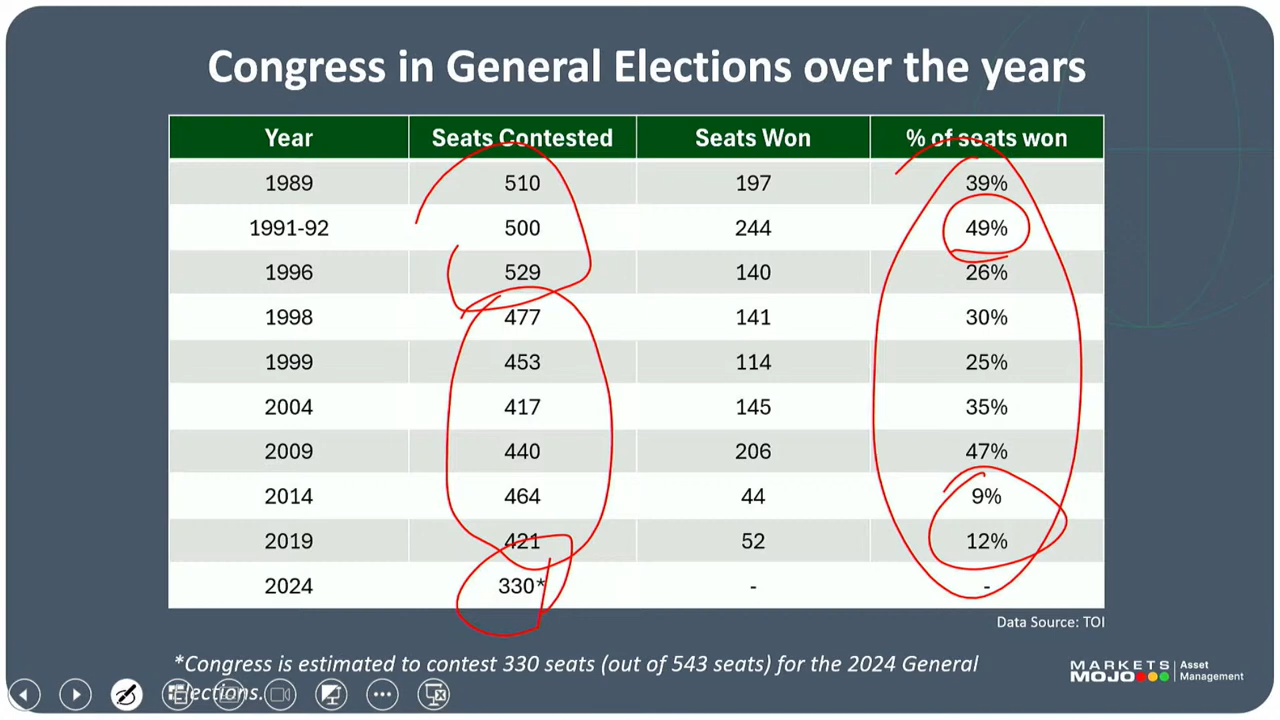 Congress in General Elections over the years
Year Seats Contested Seats Won % of seats won
1989 510 197 39%
1991-92 500 244 49%
1996 529 140 26%
1998 477 141 30%
1999 453 114 25%
2004 417 145 35%
2009 440 206 47%
2014 464 44 9%
2019 421 52 12%
2024 330* - -
Data Source: TOI
*Congress is estimated to contest 330 seats (out of 543 seats) for the 2024 General
Elections.
MARKETS MOJO Asset Management